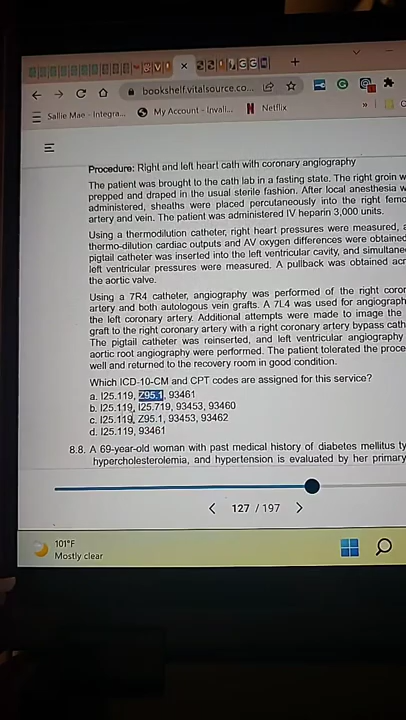 bookshelf.vitalsource.co...
Sallie Mae - Integra...
My Account - Invali...
Netflix
Procedure: Right and left heart cath with coronary angiography
The patient was brought to the cath lab in a fasting state. The right groin w
prepped and draped in the usual sterile fashion. After local anesthesia w
administered, sheaths were placed percutaneously into the right femo
artery and vein. The patient was administered IV heparin 3,000 units.
Using a thermodilution catheter, right heart pressures were measured, a
thermo-dilution cardiac outputs and AV oxygen differences were obtained
pigtail catheter was inserted into the left ventricular cavity, and simultane
left ventricular pressures were measured. A pullback was obtained acr
the aortic valve.
Using a 7R4 catheter, angiography was performed of the right coron
artery and both autologous vein grafts. A 7L4 was used for angiograph
the left coronary artery. Additional attempts were made to image the
graft to the right coronary artery with a right coronary artery bypass cath
The pigtail catheter was reinserted, and left ventricular angiography
aortic root angiography were performed. The patient tolerated the proce
well and returned to the recovery room in good condition.
Which ICD-10-CM and CPT codes are assigned for this service?
a. I25.119, Z95.1, 93461
b. I25.119, I25.719, 93453, 93460
c. I25.119, Z95.1, 93453, 93462
d. I25.119, 93461
8.8. A 69-year-old woman with past medical history of diabetes mellitus ty
hypercholesterolemia, and hypertension is evaluated by her primary
127 / 197
101°F
Mostly clear